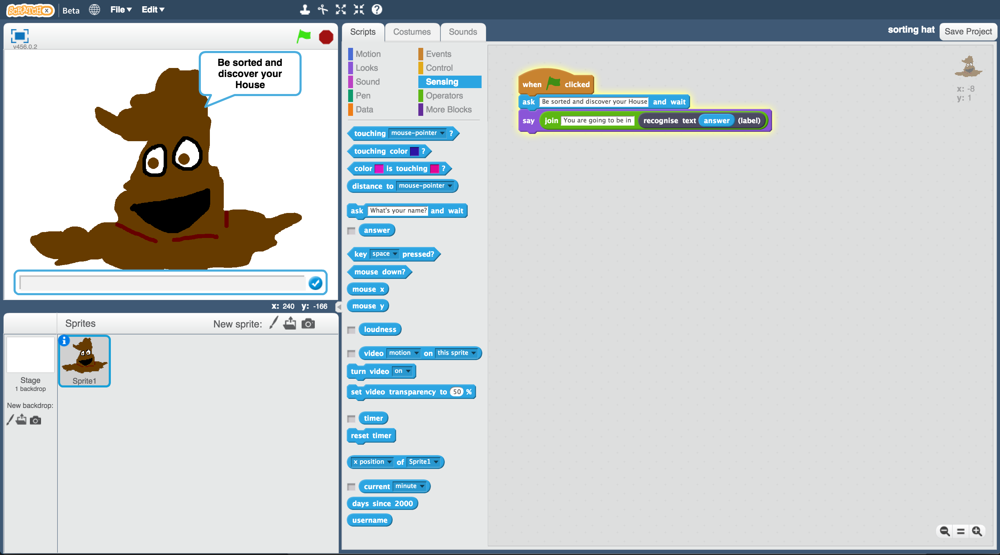 SCRATCH X
Beta
File
Edit
v456.0.2
Be sorted and
discover your
House
x: 240 y: -166
Sprites
New sprite:
Stage
1 backdrop
New backdrop:
Sprite1
Scripts
Costumes
Sounds
sorting hat
Save Project
Motion
Looks
Sound
Pen
Data
Events
Control
Sensing
Operators
More Blocks
touching mouse-pointer ?
touching color ?
color is touching ?
distance to mouse-pointer
ask What's your name? and wait
answer
key space pressed?
mouse down?
mouse x
mouse y
loudness
video motion on this sprite
turn video on
set video transparency to 50 %
timer
reset timer
x position of Sprite1
current minute
days since 2000
username
when clicked
ask Be sorted and discover your House and wait
say join You are going to be in recognise text answer (label)
x: -8
y: 1